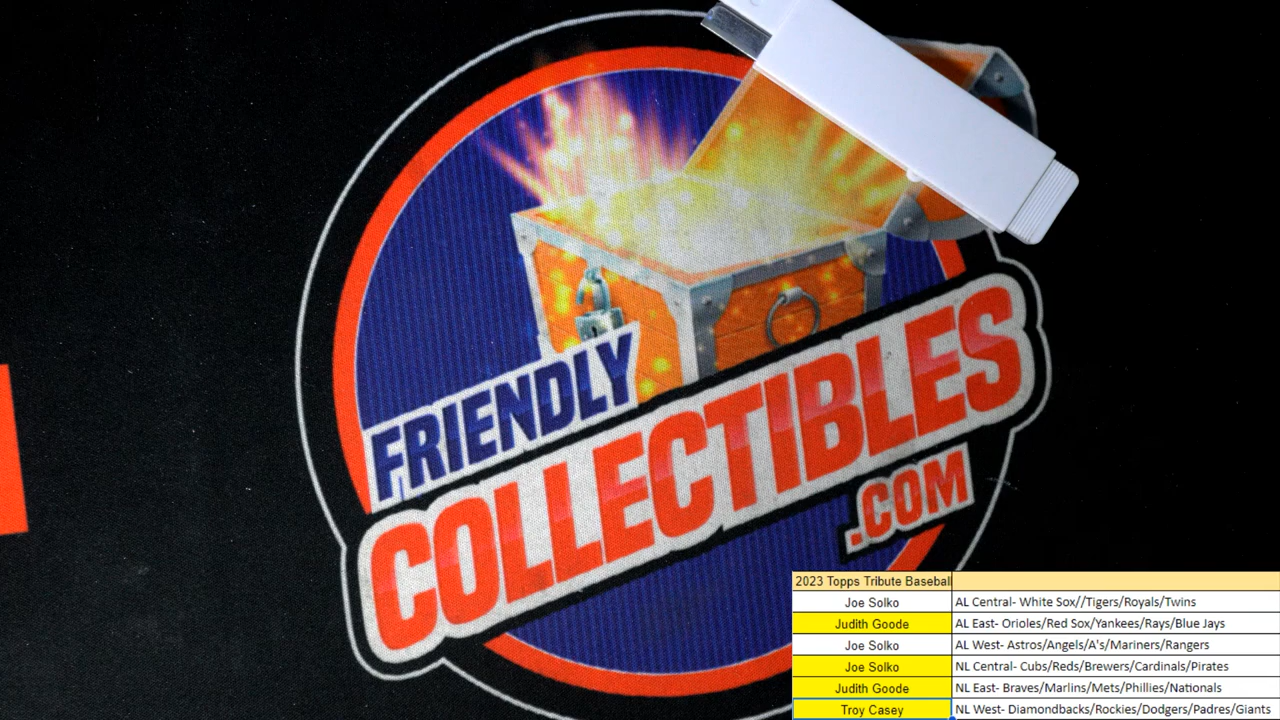 FRIENDLY
COLLECTIBLES
.COM
2023 Topps Tribute Baseball
Joe Solko AL Central- White Sox//Tigers/Royals/Twins
Judith Goode AL East- Orioles/Red Sox/Yankees/Rays/Blue Jays
Joe Solko AL West- Astros/Angels/A's/Mariners/Rangers
Joe Solko NL Central- Cubs/Reds/Brewers/Cardinals/Pirates
Judith Goode NL East- Braves/Marlins/Mets/Phillies/Nationals
Troy Casey NL West- Diamondbacks/Rockies/Dodgers/Padres/Giants